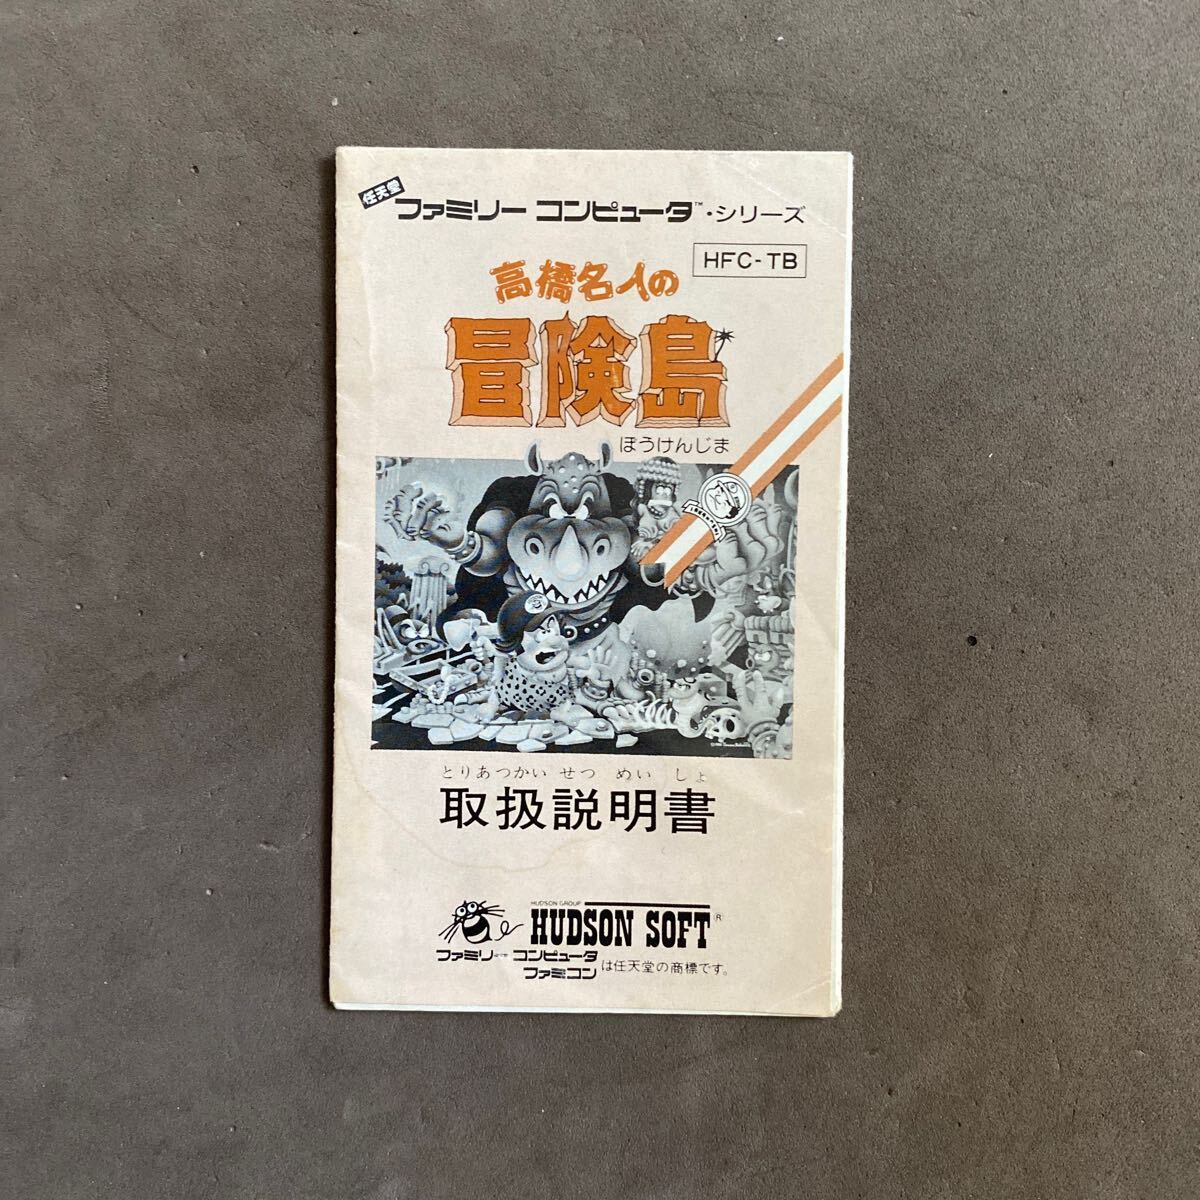 任天堂
ファミリー コンピュータ™・シリーズ
HFC-TB
高橋名人の
冒険島
ぼうけんじま
とりあつかい せつ めい しょ
取扱説明書
HUDSON GROUP
HUDSON SOFT®
ファミリー コンピュータ
ファミコン は任天堂の商標です。